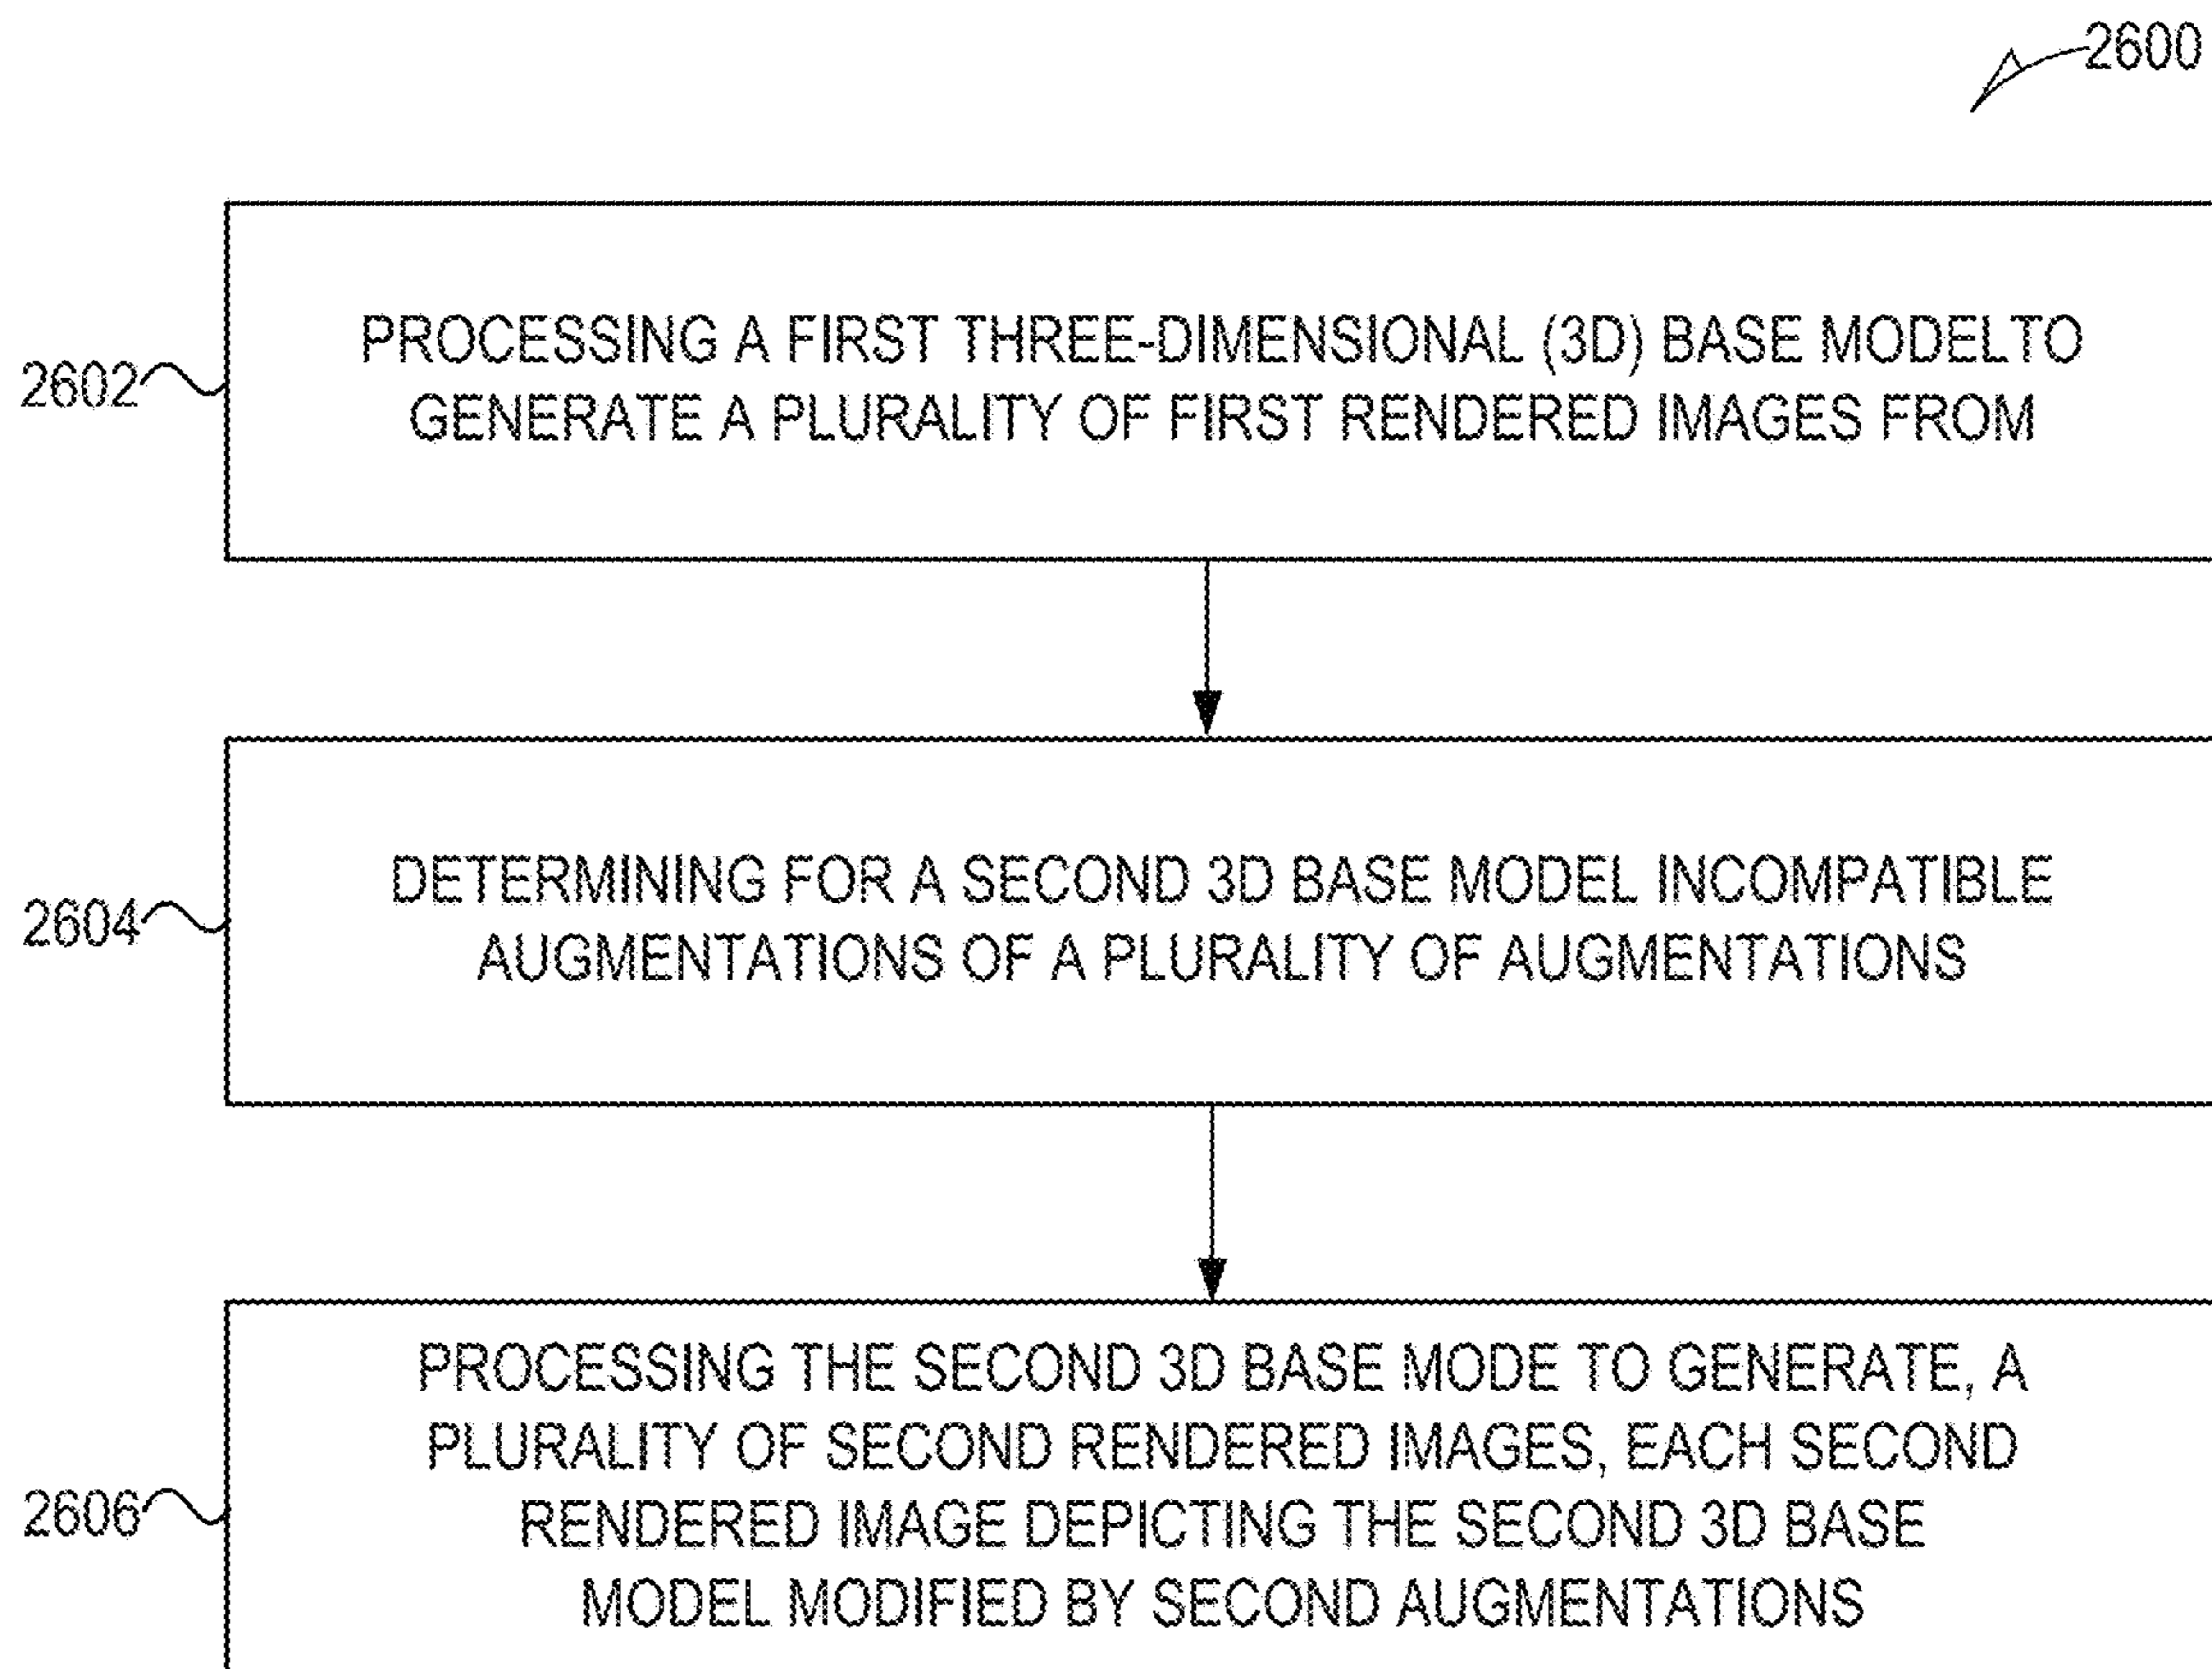 2600
2602
PROCESSING A FIRST THREE-DIMENSIONAL (3D) BASE MODELTO
GENERATE A PLURALITY OF FIRST RENDERED IMAGES FROM
2604
DETERMINING FOR A SECOND 3D BASE MODEL INCOMPATIBLE
AUGMENTATIONS OF A PLURALITY OF AUGMENTATIONS
2606
PROCESSING THE SECOND 3D BASE MODE TO GENERATE, A
PLURALITY OF SECOND RENDERED IMAGES, EACH SECOND
RENDERED IMAGE DEPICTING THE SECOND 3D BASE
MODEL MODIFIED BY SECOND AUGMENTATIONS